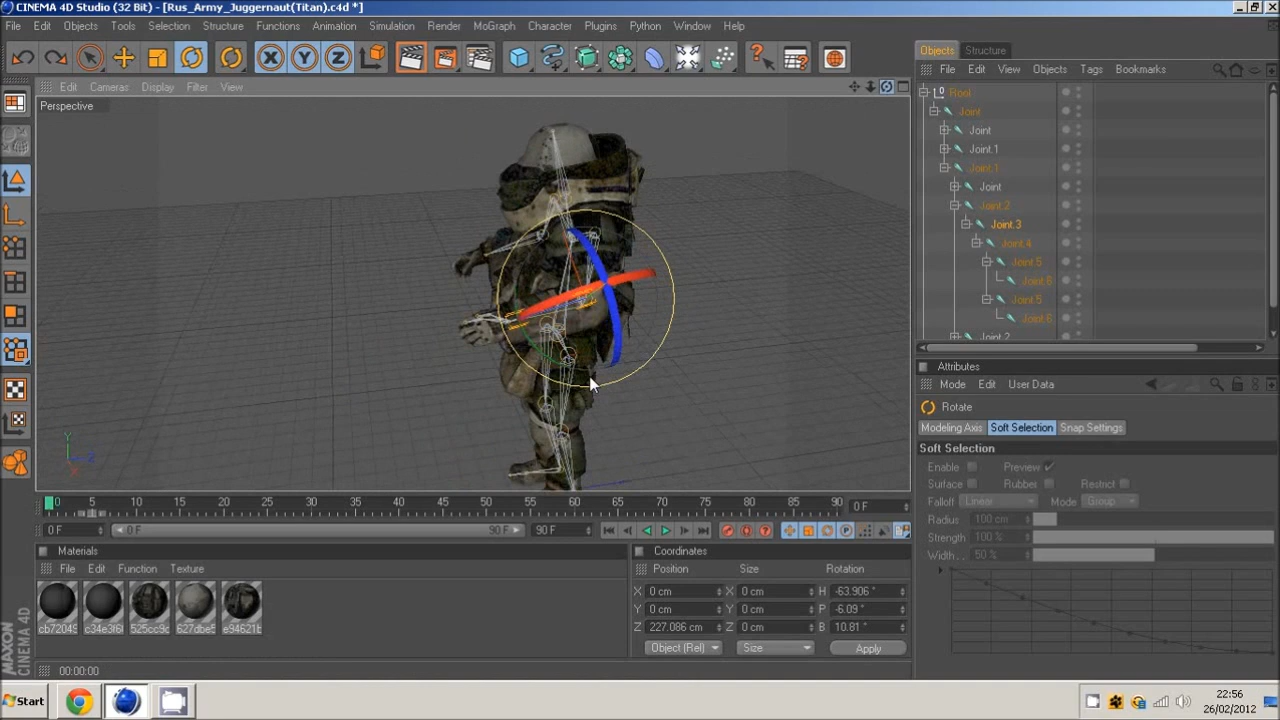 CINEMA 4D Studio (32 Bit) - [Rus_Army_Juggernaut(Titan).c4d *]
File Edit Objects Tools Selection Structure Functions Animation Simulation Render MoGraph Character Plugins Python Window Help
X Y Z
Objects Structure
File Edit View Objects Tags Bookmarks
Edit Cameras Display Filter View
Perspective
Root
Joint
Joint
Joint.1
Joint.1
Joint
Joint.2
Joint.3
Joint.4
Joint.5
Joint.6
Joint.5
Joint.6
Joint.2
Attributes
Mode Edit User Data
Rotate
Modeling Axis Soft Selection Snap Settings
Soft Selection
Enable Preview
Surface Rubber Restrict
Falloff Linear Mode Group
Radius 100 cm
Strength 100 %
Width . . 50 %
Y
Z
X
0 5 10 15 20 25 30 35 40 45 50 55 60 65 70 75 80 85 90 0 F
0 F 0 F 90 F 90 F
Materials
File Edit Function Texture
cb72049 c34e3f6 525cc9c 627dbe5 e94621b
Coordinates
Position Size Rotation
X 0 cm X 0 cm H -63.906 °
Y 0 cm Y 0 cm P -6.09 °
Z 227.086 cm Z 0 cm B 10.81 °
Object (Rel) Size Apply
MAXON
CINEMA 4D
00:00:00
Start
22:56
26/02/2012